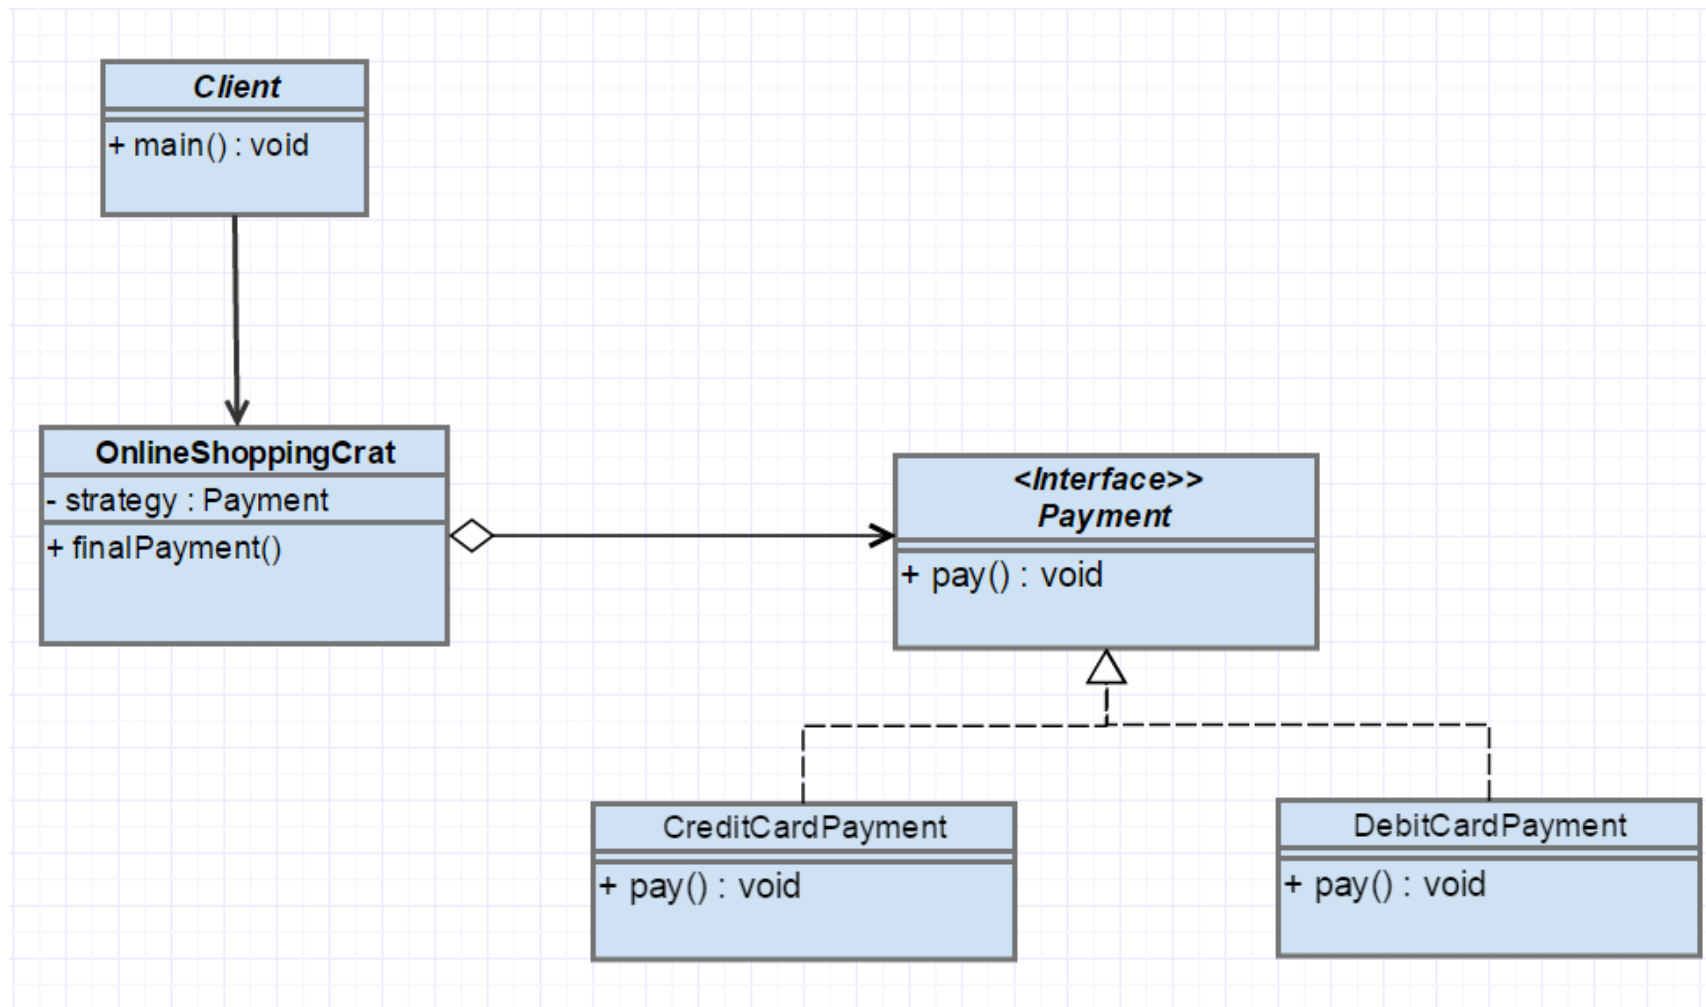 Client
+ main() : void
OnlineShoppingCrat
- strategy : Payment
+ finalPayment()
<Interface>>
Payment
+ pay() : void
CreditCardPayment
+ pay() : void
DebitCardPayment
+ pay() : void